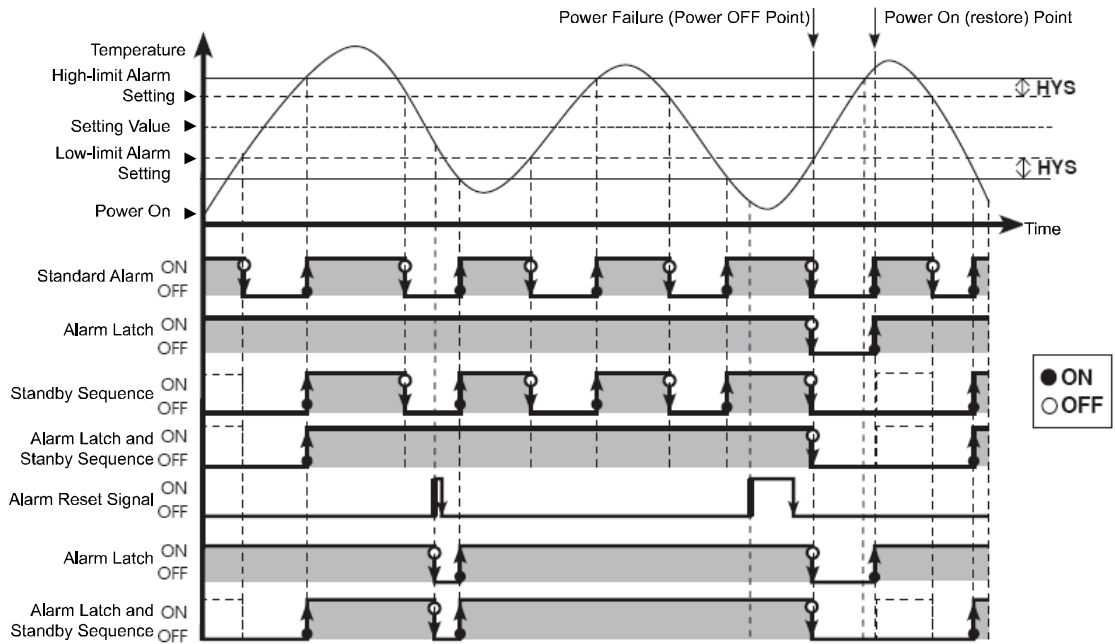 Power Failure (Power OFF Point)
Power On (restore) Point
Temperature
High-limit Alarm
Setting
HYS
Setting Value
Low-limit Alarm
Setting
HYS
Power On
Time
Standard Alarm
ON
OFF
Alarm Latch
ON
OFF
Standby Sequence
ON
OFF
Alarm Latch and
Stanby Sequence
ON
OFF
Alarm Reset Signal
ON
OFF
Alarm Latch
ON
OFF
Alarm Latch and
Standby Sequence
ON
OFF
ON
OFF